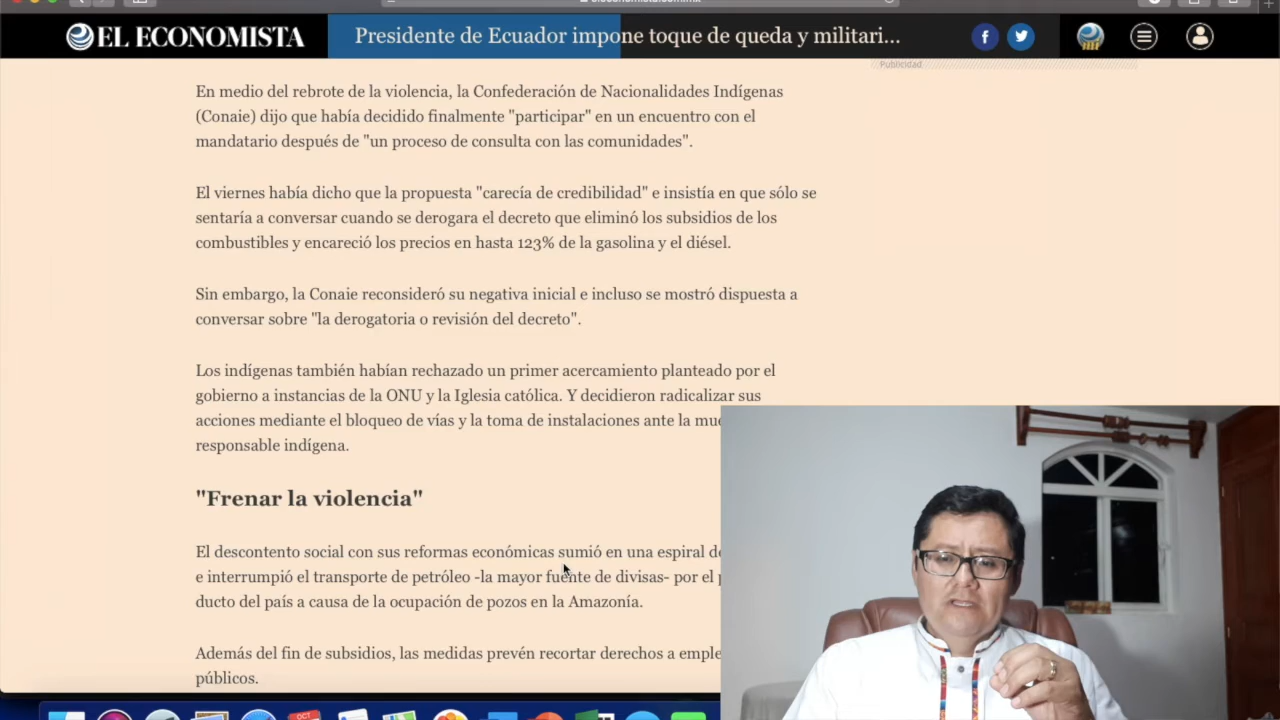 EL ECONOMISTA
Presidente de Ecuador impone toque de queda y militari...
Publicidad
En medio del rebrote de la violencia, la Confederación de Nacionalidades Indígenas
(Conaie) dijo que había decidido finalmente "participar" en un encuentro con el
mandatario después de "un proceso de consulta con las comunidades".
El viernes había dicho que la propuesta "carecía de credibilidad" e insistía en que sólo se
sentaría a conversar cuando se derogara el decreto que eliminó los subsidios de los
combustibles y encareció los precios en hasta 123% de la gasolina y el diésel.
Sin embargo, la Conaie reconsideró su negativa inicial e incluso se mostró dispuesta a
conversar sobre "la derogatoria o revisión del decreto".
Los indígenas también habían rechazado un primer acercamiento planteado por el
gobierno a instancias de la ONU y la Iglesia católica. Y decidieron radicalizar sus
acciones mediante el bloqueo de vías y la toma de instalaciones ante la mue
responsable indígena.
"Frenar la violencia"
El descontento social con sus reformas económicas sumió en una espiral de
e interrumpió el transporte de petróleo -la mayor fuente de divisas- por el p
ducto del país a causa de la ocupación de pozos en la Amazonía.
Además del fin de subsidios, las medidas prevén recortar derechos a emple
públicos.
OCT